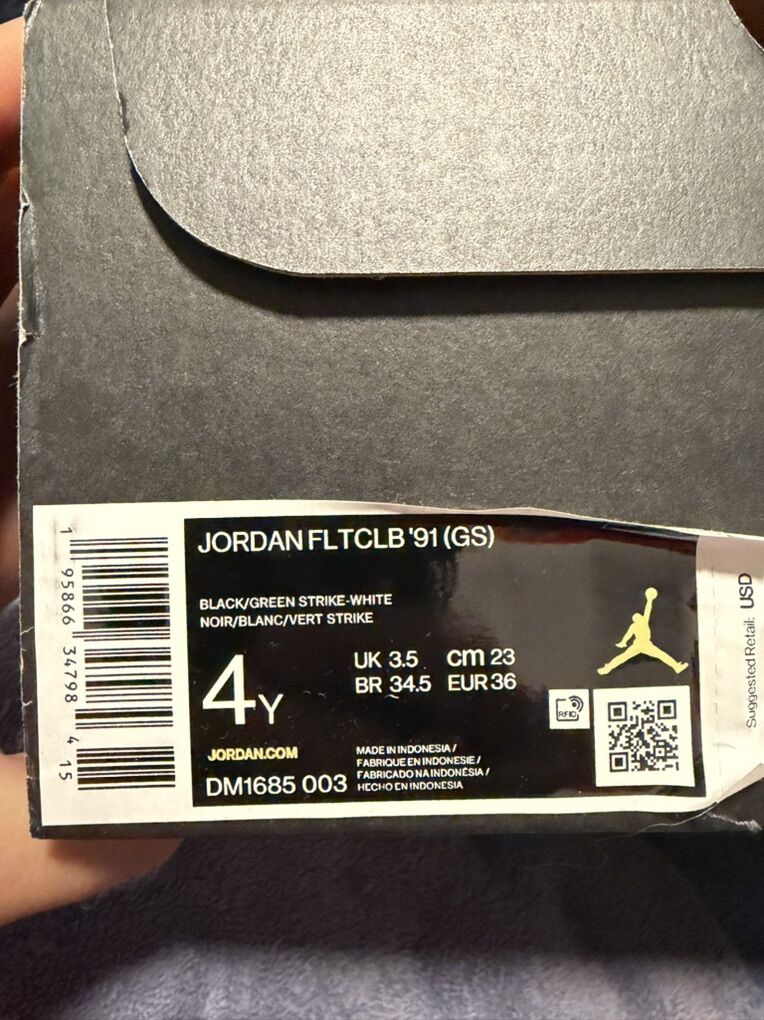 JORDAN FLTCLB '91 (GS)
BLACK/GREEN STRIKE-WHITE
NOIR/BLANC/VERT STRIKE
4Y
UK 3.5 cm 23
BR 34.5 EUR 36
RFID
JORDAN.COM
DM1685 003
MADE IN INDONESIA /
FABRIQUE EN INDONESIE /
FABRICADO NA INDONÉSIA /
HECHO EN INDONESIA
1 95866 34798 4 15
Suggested Retail: USD